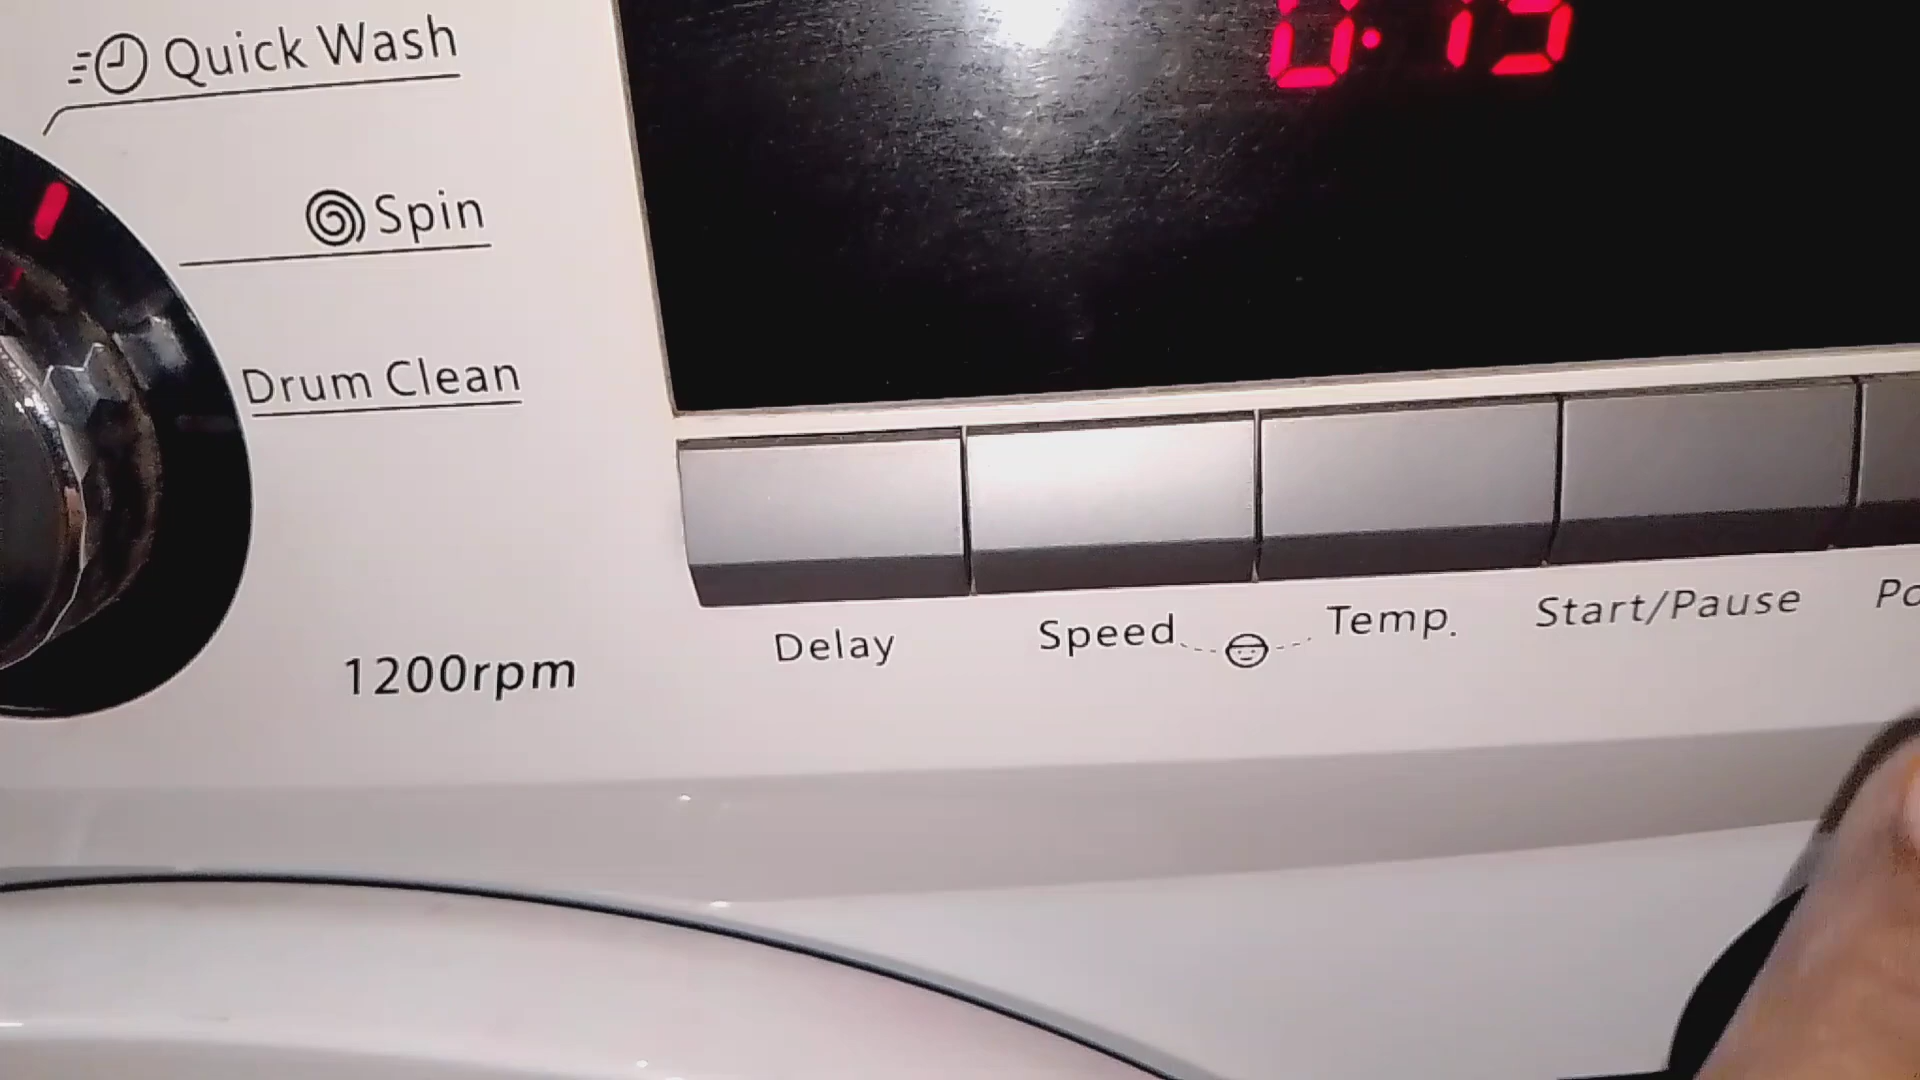 Quick Wash
Spin
Drum Clean
1200rpm
Delay
Speed
Temp.
Start/Pause